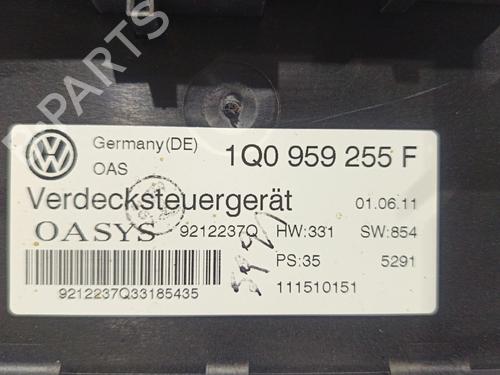 B-PARTS
Germany(DE)
OAS
1Q0 959 255 F
Verdecksteuergerät
01.06.11
OASYS
9212237Q
HW:331
SW:854
PS:35
5291
9212237Q33185435
111510151